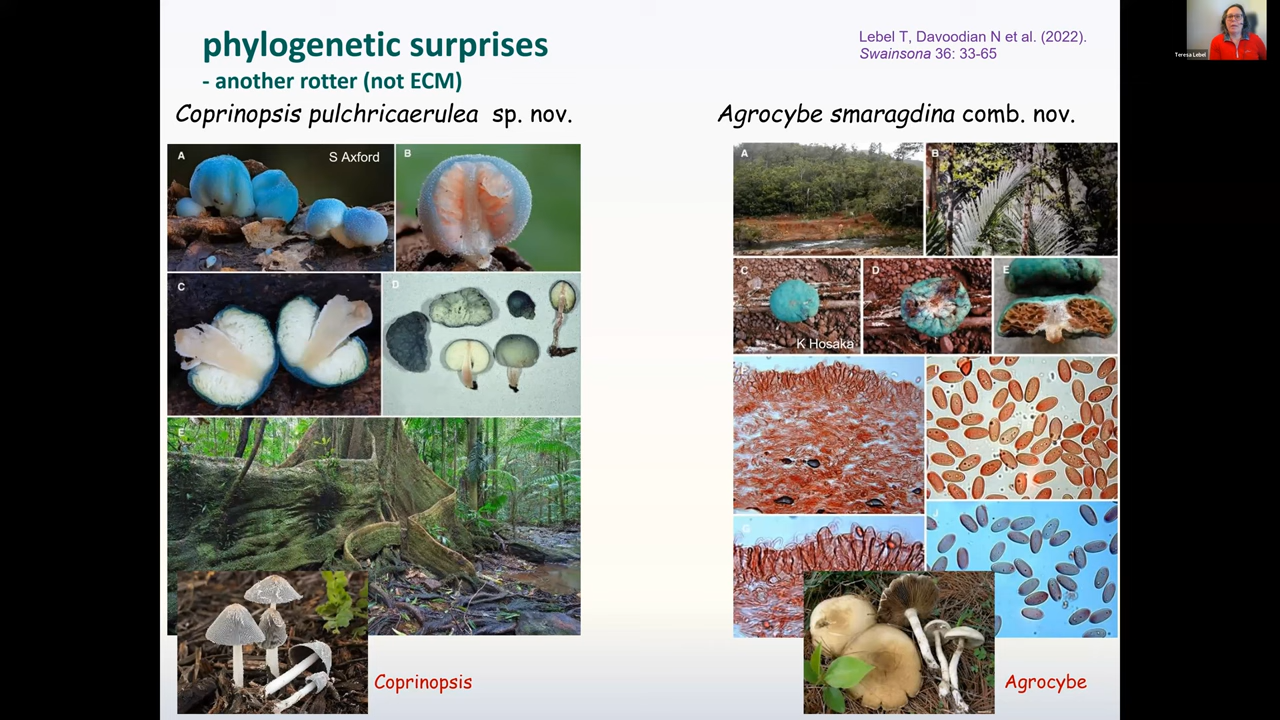 phylogenetic surprises
- another rotter (not ECM)
Lebel T, Davoodian N et al. (2022).
Swainsona 36: 33-65
Coprinopsis pulchricaerulea sp. nov.
A
S Axford
B
C
D
E
Coprinopsis
Agrocybe smaragdina comb. nov.
A
B
C
K Hosaka
D
E
G
J
Agrocybe
Teresa Lebel